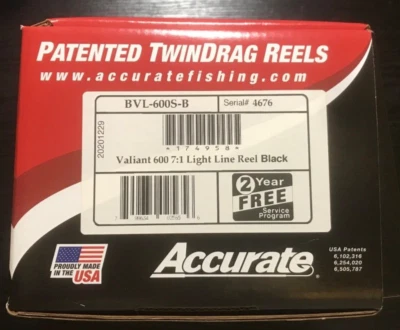 PATENTED TWINDRAG REELS
www.accuratefishing.com
BVL-600S-B Serial# 4676
20201229
*174958*
Valiant 600 7:1 Light Line Reel Black
2 Year
FREE
Service
Program
PROUDLY MADE
IN THE USA
Accurate®
USA Patents
6,102,316
6,254,020
6,505,787